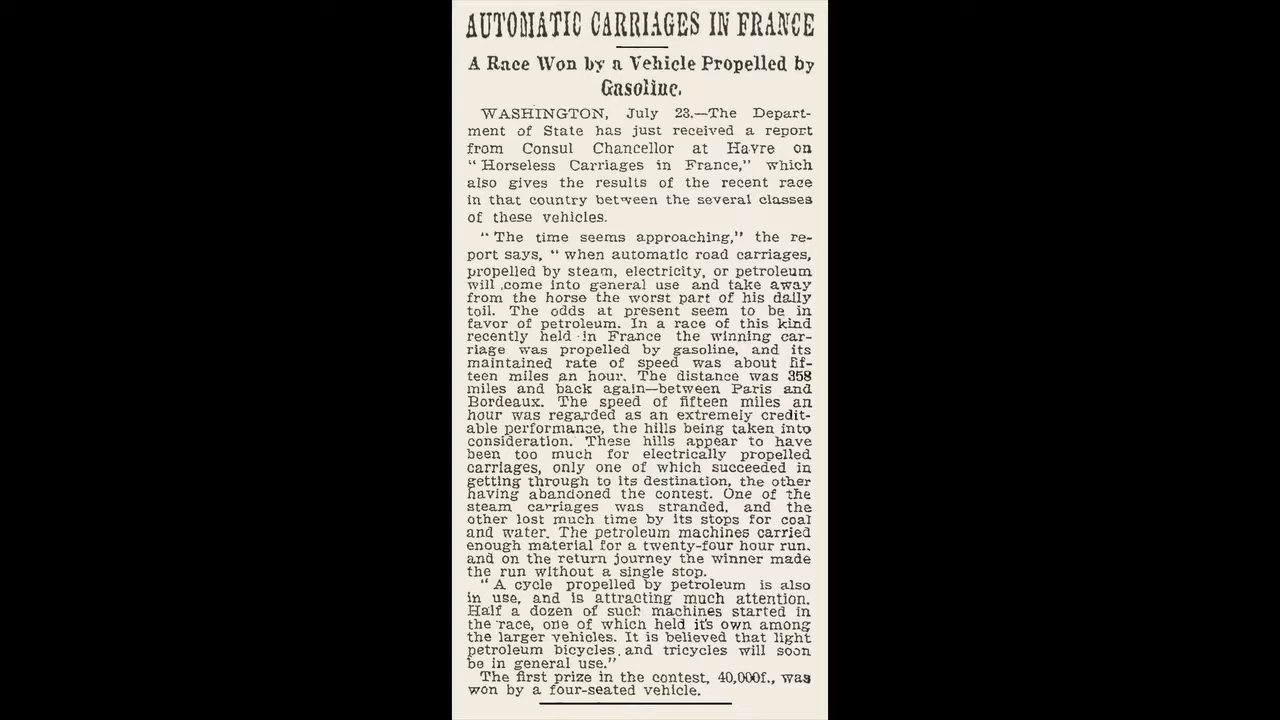 AUTOMATIC CARRIAGES IN FRANCE
A Race Won by a Vehicle Propelled by
Gasoline.
WASHINGTON, July 23.—The Depart-
ment of State has just received a report
from Consul Chancellor at Havre on
“Horseless Carriages in France,” which
also gives the results of the recent race
in that country between the several classes
of these vehicles.
“The time seems approaching,” the re-
port says, “when automatic road carriages,
propelled by steam, electricity, or petroleum
will come into general use and take away
from the horse the worst part of his daily
toil. The odds at present seem to be in
favor of petroleum. In a race of this kind
recently held in France the winning car-
riage was propelled by gasoline, and its
maintained rate of speed was about fif-
teen miles an hour. The distance was 358
miles and back again—between Paris and
Bordeaux. The speed of fifteen miles an
hour was regarded as an extremely credit-
able performance, the hills being taken into
consideration. These hills appear to have
been too much for electrically propelled
carriages, only one of which succeeded in
getting through to its destination, the other
having abandoned the contest. One of the
steam carriages was stranded, and the
other lost much time by its stops for coal
and water. The petroleum machines carried
enough material for a twenty-four hour run,
and on the return journey the winner made
the run without a single stop.
“A cycle propelled by petroleum is also
in use, and is attracting much attention.
Half a dozen of such machines started in
the race, one of which held it's own among
the larger vehicles. It is believed that light
petroleum bicycles and tricycles will soon
be in general use.”
The first prize in the contest, 40,000f., was
won by a four-seated vehicle.